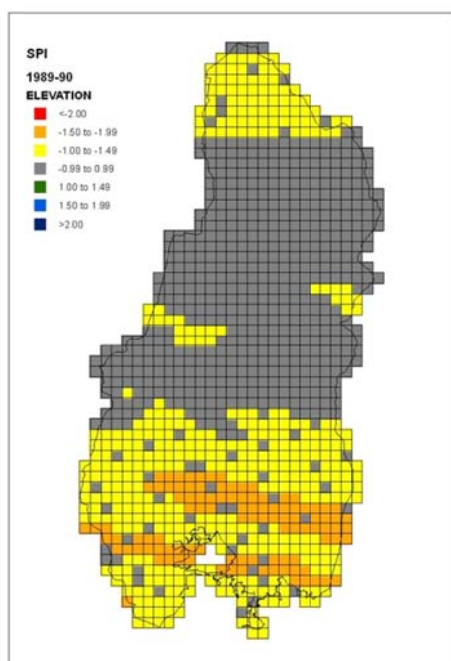 SPI
1989-90
ELEVATION
<-2.00
-1.50 to -1.99
-1.00 to -1.49
-0.99 to 0.99
1.00 to 1.49
1.50 to 1.99
>2.00